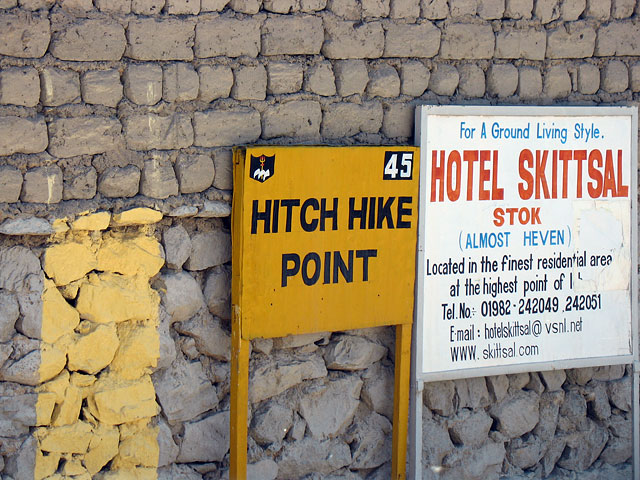 45
HITCH HIKE
POINT
For A Ground Living Style.
HOTEL SKITTSAL
STOK
(ALMOST HEVEN)
Located in the finest residential area
at the highest point of
Tel.No: 01982-242049,242051
E-mail: hotelskittsal@vsnl.net
WWW.skittsal.com